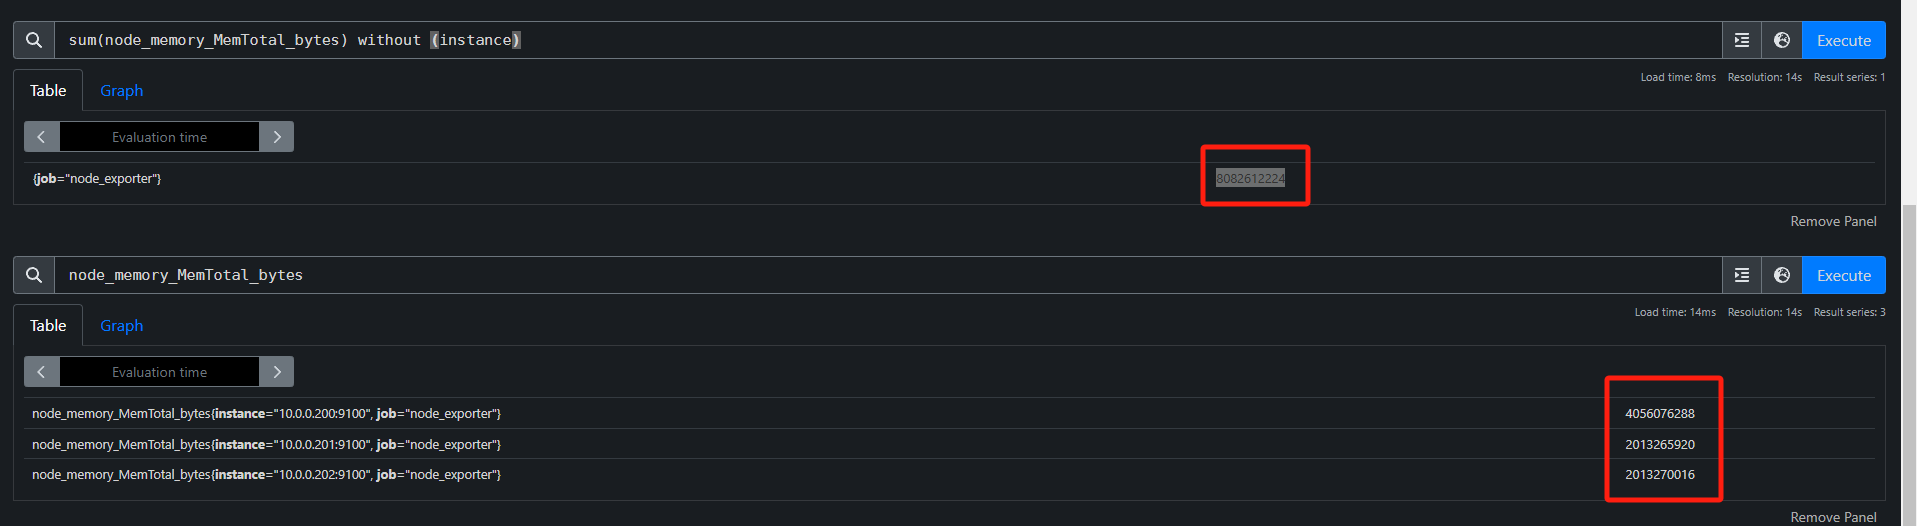 sum(node_memory_MemTotal_bytes) without (instance)
Execute
Table Graph
Load time: 8ms Resolution: 14s Result series: 1
Evaluation time
{job="node_exporter"} 8082612224
Remove Panel
node_memory_MemTotal_bytes
Execute
Table Graph
Load time: 14ms Resolution: 14s Result series: 3
Evaluation time
node_memory_MemTotal_bytes{instance="10.0.0.200:9100", job="node_exporter"} 4056076288
node_memory_MemTotal_bytes{instance="10.0.0.201:9100", job="node_exporter"} 2013265920
node_memory_MemTotal_bytes{instance="10.0.0.202:9100", job="node_exporter"} 2013270016
Remove Panel